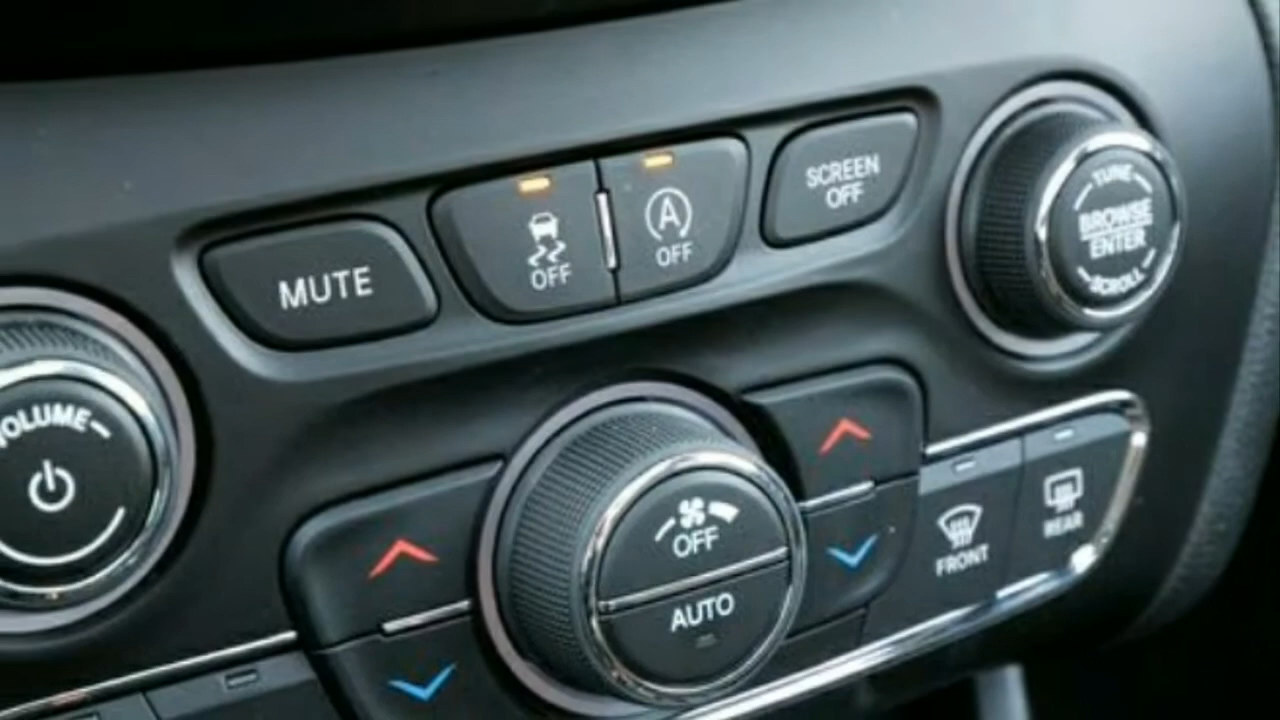 MUTE
OFF
A
OFF
SCREEN
OFF
TUNE
BROWSE
ENTER
SCROLL
VOLUME
OFF
AUTO
FRONT
REAR